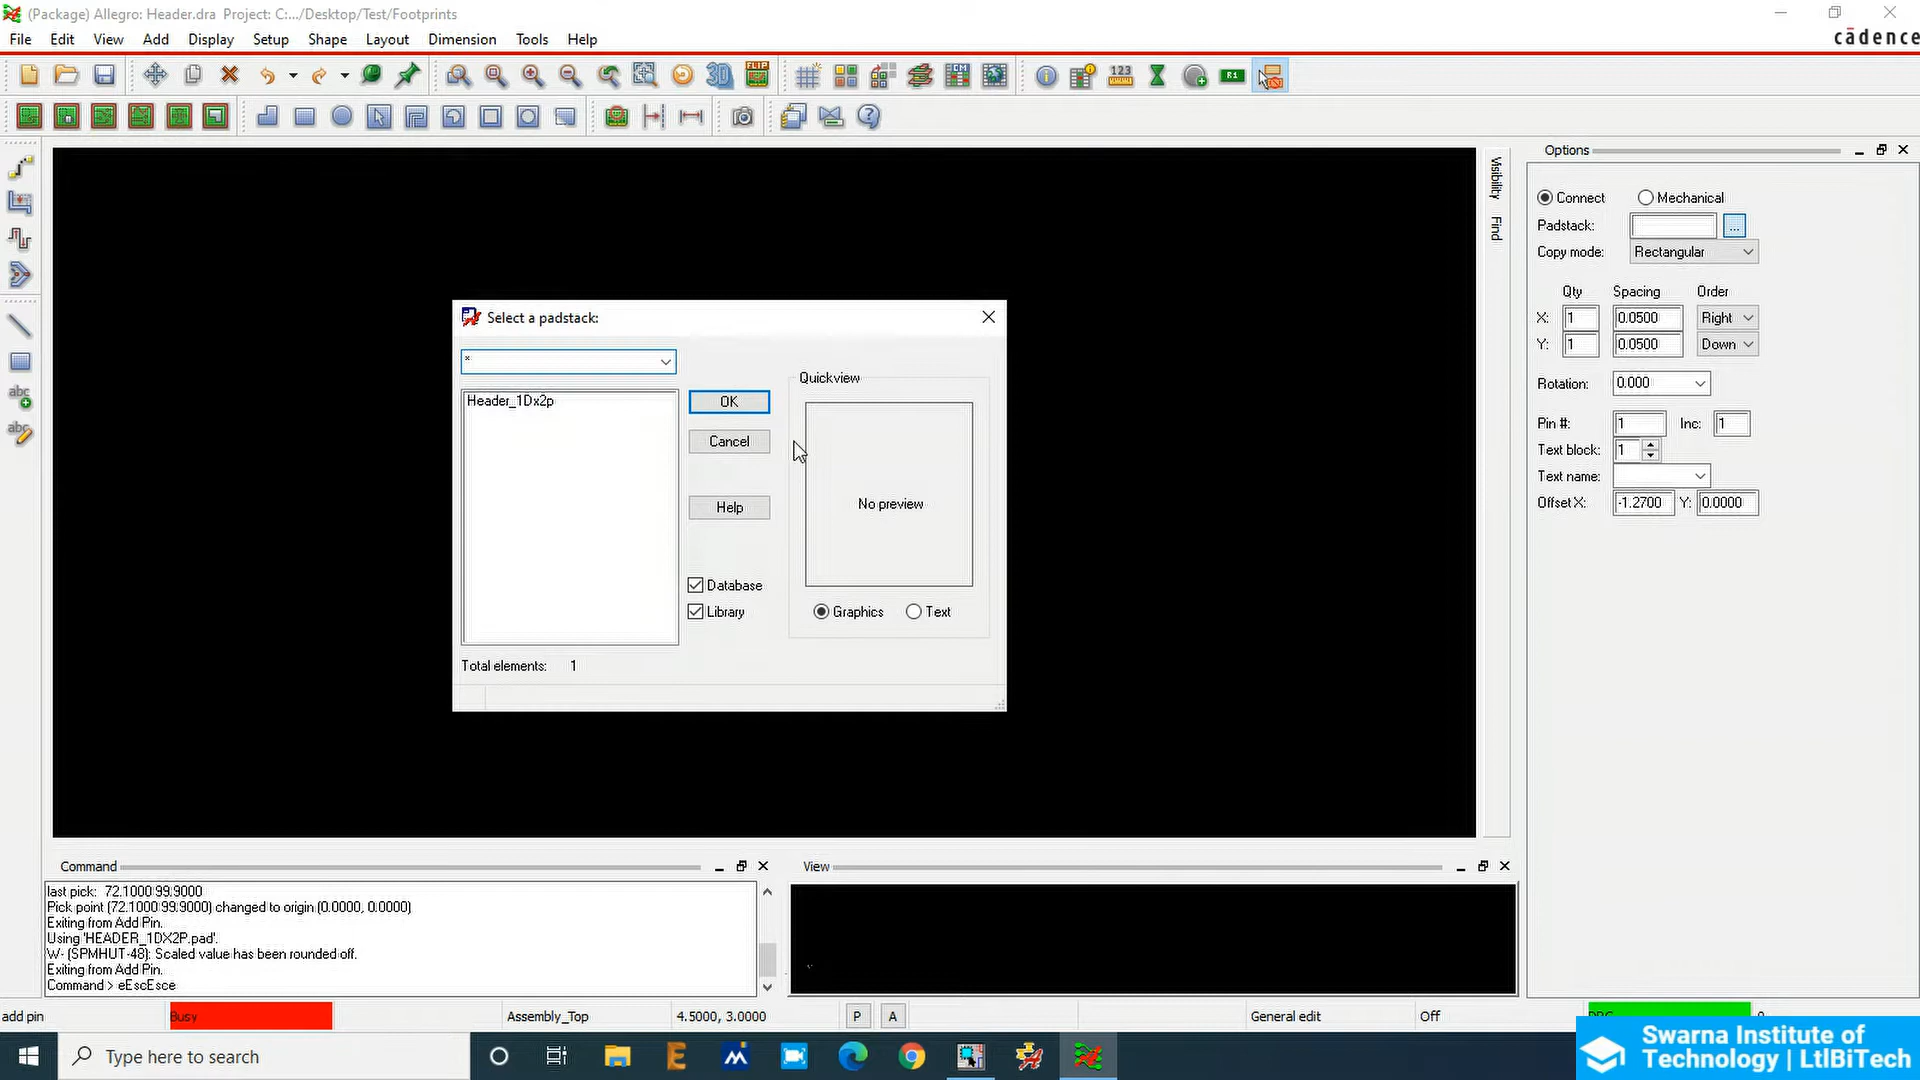 (Package) Allegro: Header.dra  Project: C:.../Desktop/Test/Footprints
cādence
File Edit View Add Display Setup Shape Layout Dimension Tools Help
3D
FLIP
CM
123
R1
Visibility
Find
Options
Connect Mechanical
Padstack: ...
Copy mode: Rectangular
Qty Spacing Order
X: 1 0.0500 Right
Y: 1 0.0500 Down
Rotation: 0.000
Pin #: 1 Inc: 1
Text block: 1
Text name:
Offset X: -1.2700 Y: 0.0000
Select a padstack:
*
Header_1Dx2p
OK
Cancel
Help
Database
Library
Quickview
No preview
Graphics Text
Total elements: 1
Command
last pick:  72.1000 99.9000
Pick point (72.1000 99.9000) changed to origin (0.0000, 0.0000)
Exiting from Add Pin.
Using 'HEADER_1DX2P.pad'.
W- (SPMHUT-48): Scaled value has been rounded off.
Exiting from Add Pin.
Command > eEscEsce
View
add pin Busy Assembly_Top 4.5000, 3.0000 P A General edit Off
Type here to search
Swarna Institute of
Technology | LtlBiTech